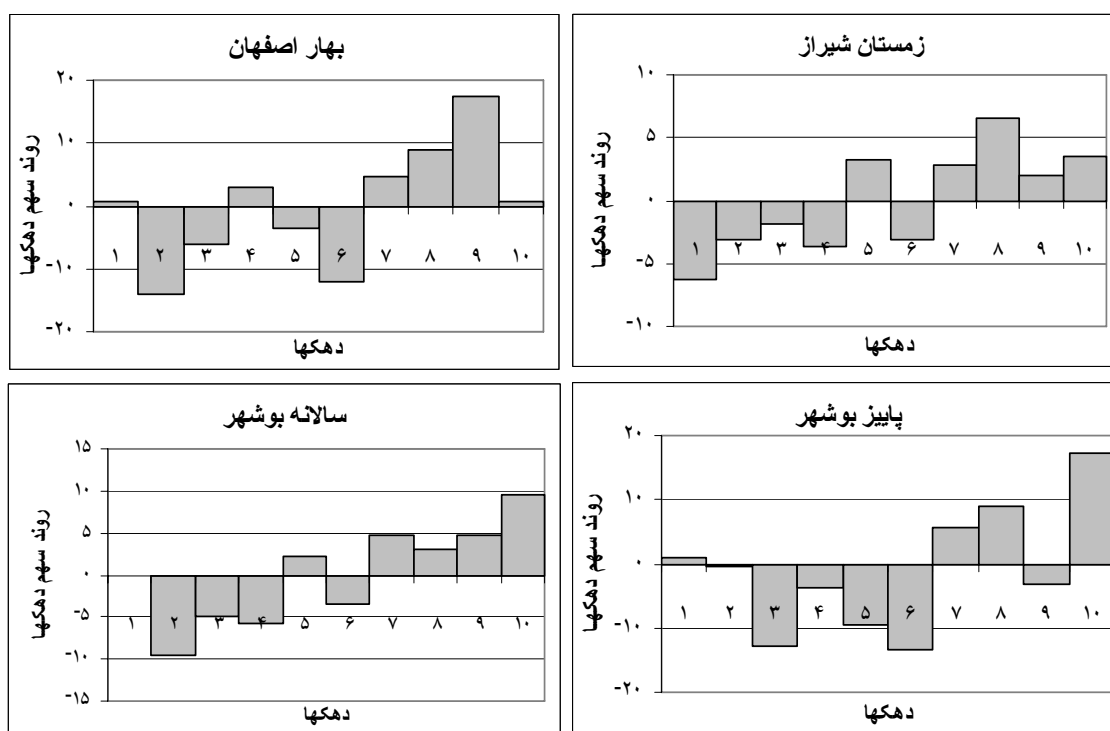 بهار اصفهان
۲۰
۱۰
۰
-۱۰
-۲۰
روند سهم دهکها
۱ ۲ ۳ ۴ ۵ ۶ ۷ ۸ ۹ ۱۰
دهکها
زمستان شیراز
۱۰
۵
۰
-۵
-۱۰
روند سهم دهکها
۱ ۲ ۳ ۴ ۵ ۶ ۷ ۸ ۹ ۱۰
دهکها
سالانه بوشهر
۱۵
۱۰
۵
۰
-۵
-۱۰
-۱۵
روند سهم دهکها
۱ ۲ ۳ ۴ ۵ ۶ ۷ ۸ ۹ ۱۰
دهکها
پاییز بوشهر
۲۰
۱۰
۰
-۱۰
-۲۰
روند سهم دهکها
۱ ۲ ۳ ۴ ۵ ۶ ۷ ۸ ۹ ۱۰
دهکها